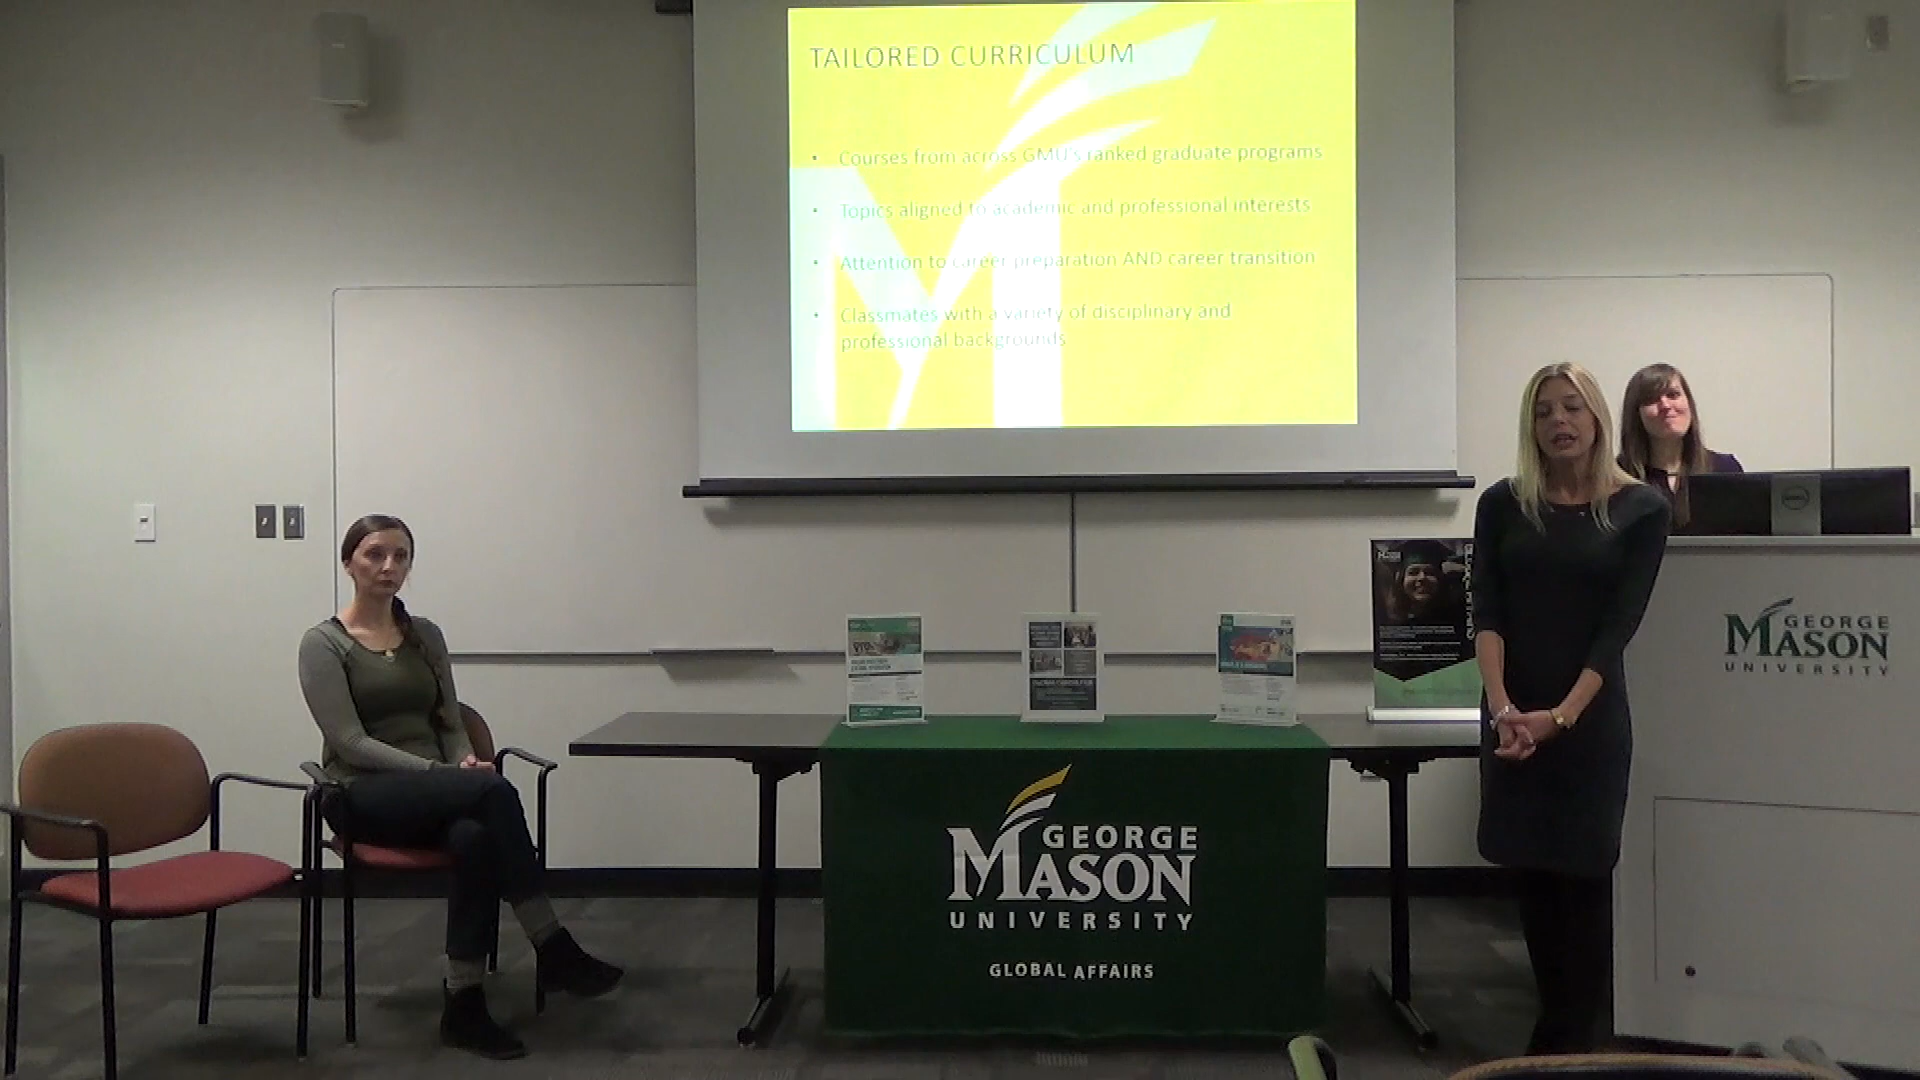 TAILORED CURRICULUM
• Courses from across GMU's ranked graduate programs
• Topics aligned to academic and professional interests
• Attention to career preparation AND career transition
• Classmates with a variety of disciplinary and
professional backgrounds
DELL
GEORGE
MASON
UNIVERSITY
GEORGE
MASON
UNIVERSITY
GLOBAL AFFAIRS